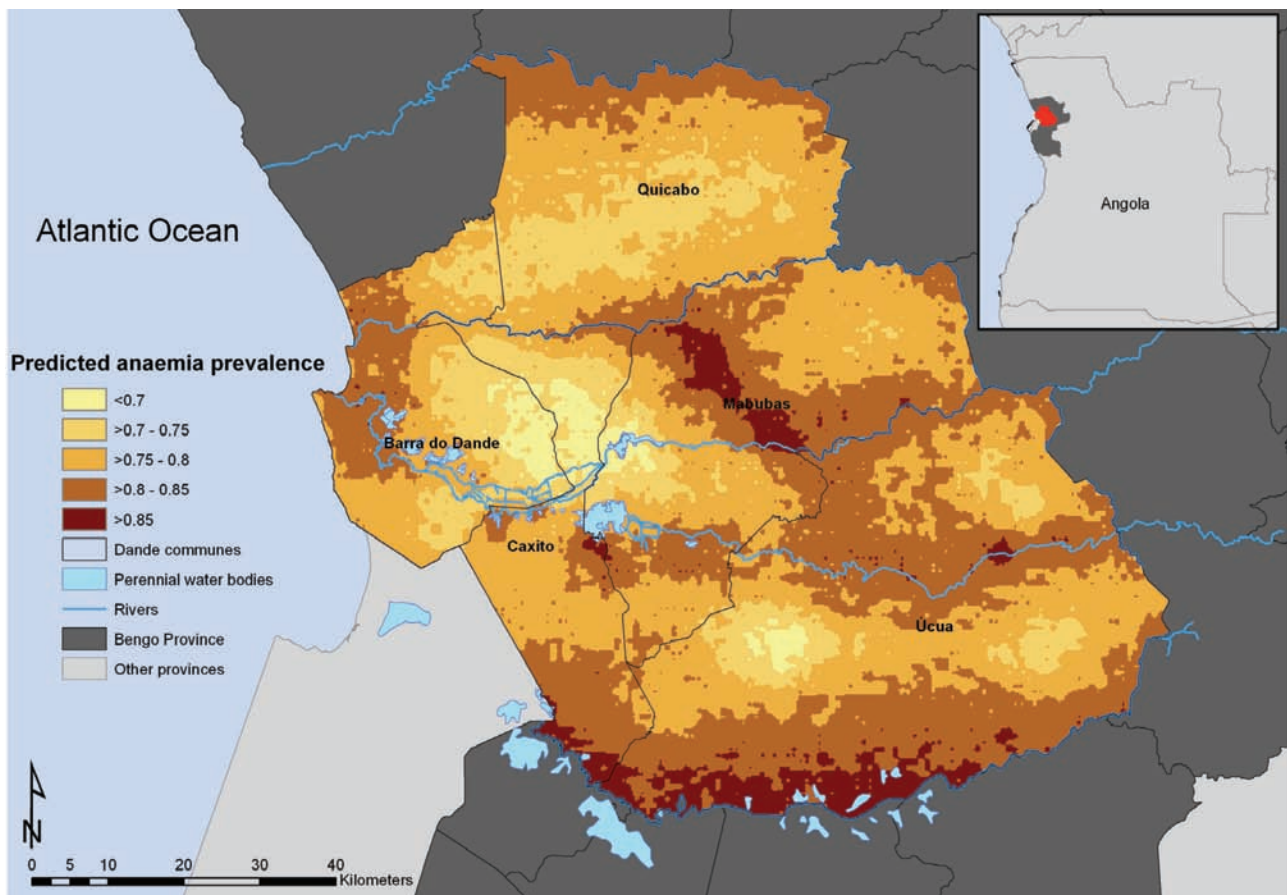 Quicabo
Angola
Atlantic Ocean
Predicted anaemia prevalence
<0.7
>0.7 - 0.75
>0.75 - 0.8
>0.8 - 0.85
>0.85
Dande communes
Perennial water bodies
Rivers
Bengo Province
Other provinces
Mabubas
Barra do Dande
Caxito
Úcua
N
0 5 10 20 30 40
Kilometers